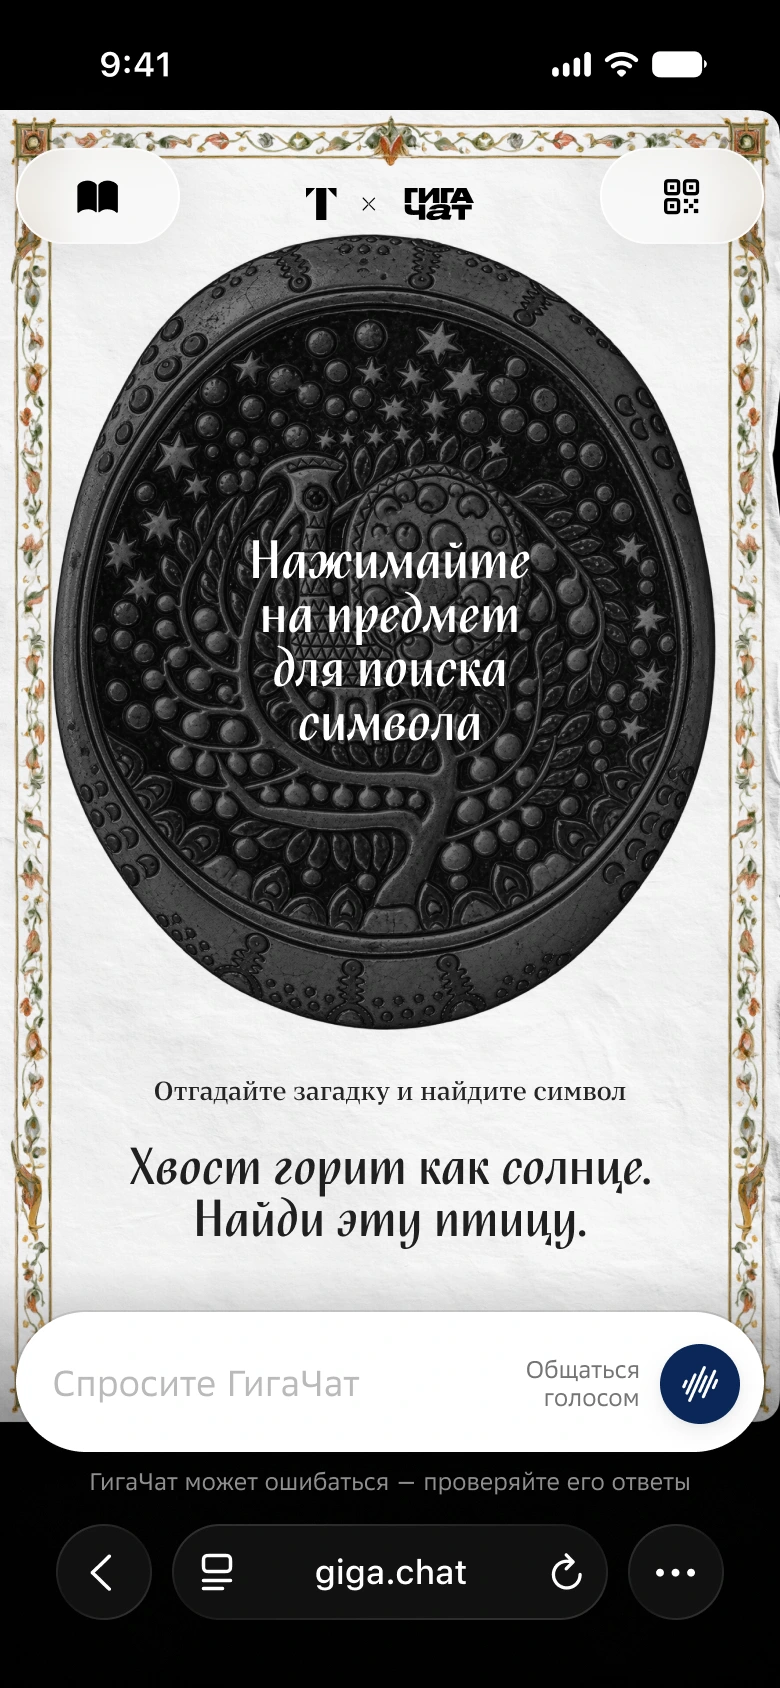 9:41
Т × ГИГА
ЧАТ
Нажимайте
на предмет
для поиска
символа
Отгадайте загадку и найдите символ
Хвост горит как солнце.
Найди эту птицу.
Спросите ГигаЧат
Общаться
голосом
ГигаЧат может ошибаться — проверяйте его ответы
giga.chat